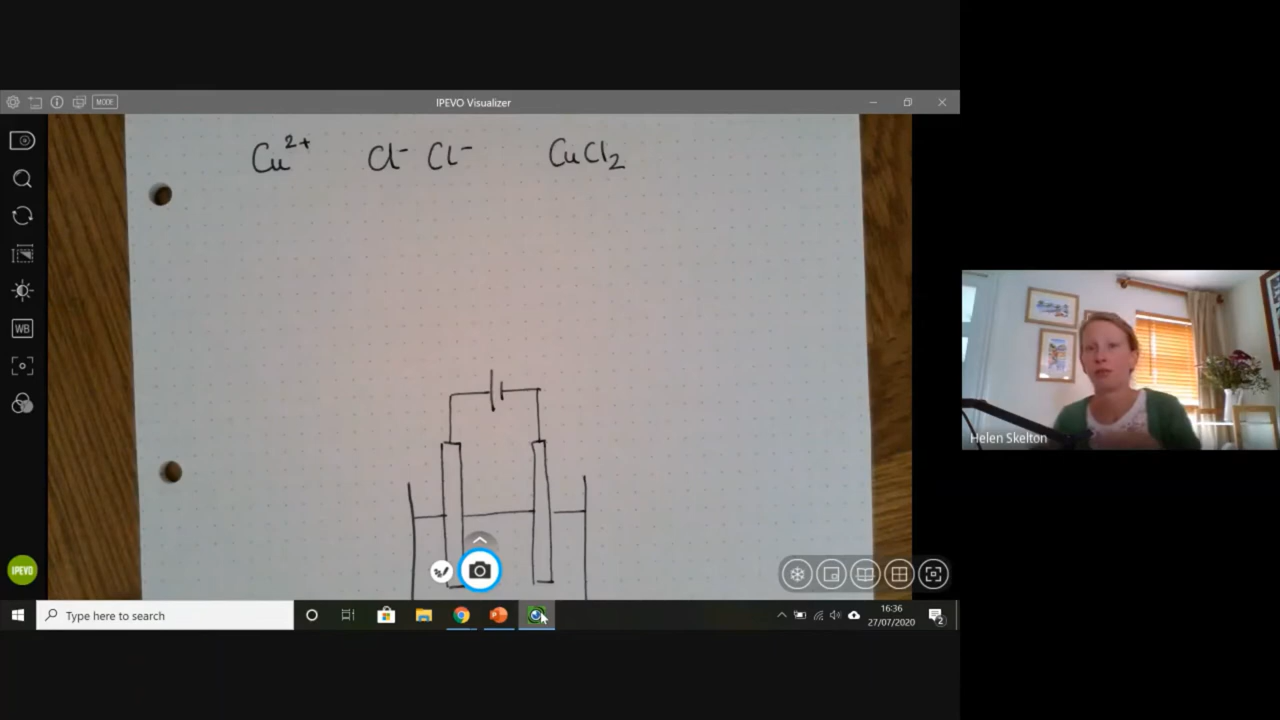 MODE
IPEVO Visualizer
Cu²⁺ Cl⁻ Cl⁻ CuCl₂
WB
Helen Skelton
IPEVO
Type here to search
16:36
27/07/2020
2